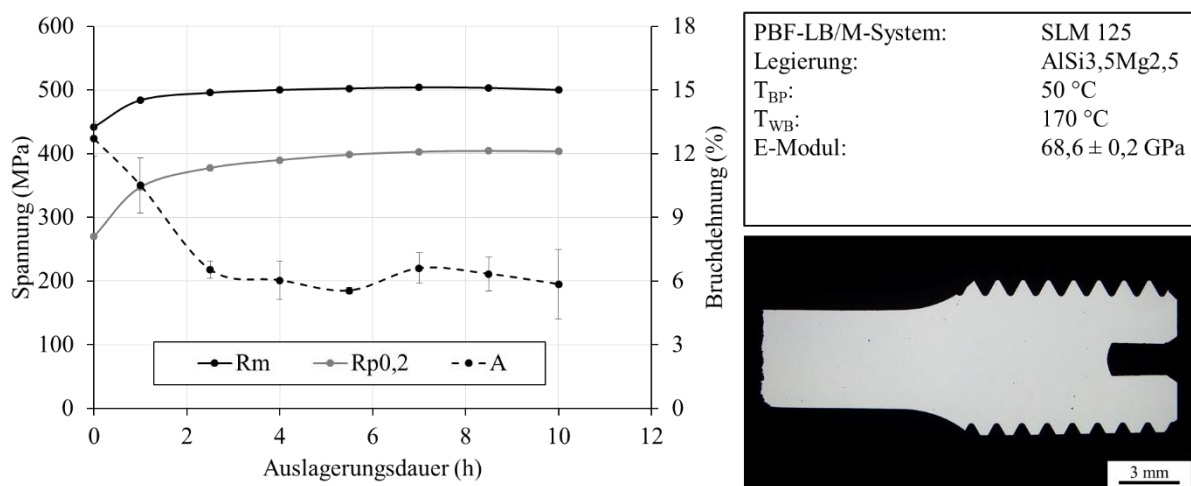 600
500
400
300
200
100
0
Spannung (MPa)
18
15
12
9
6
3
0
Bruchdehnung (%)
Rm Rp0,2 A
0 2 4 6 8 10 12
Auslagerungsdauer (h)
PBF-LB/M-System: SLM 125
Legierung: AlSi3,5Mg2,5
T_BP: 50 °C
T_WB: 170 °C
E-Modul: 68,6 ± 0,2 GPa
3 mm